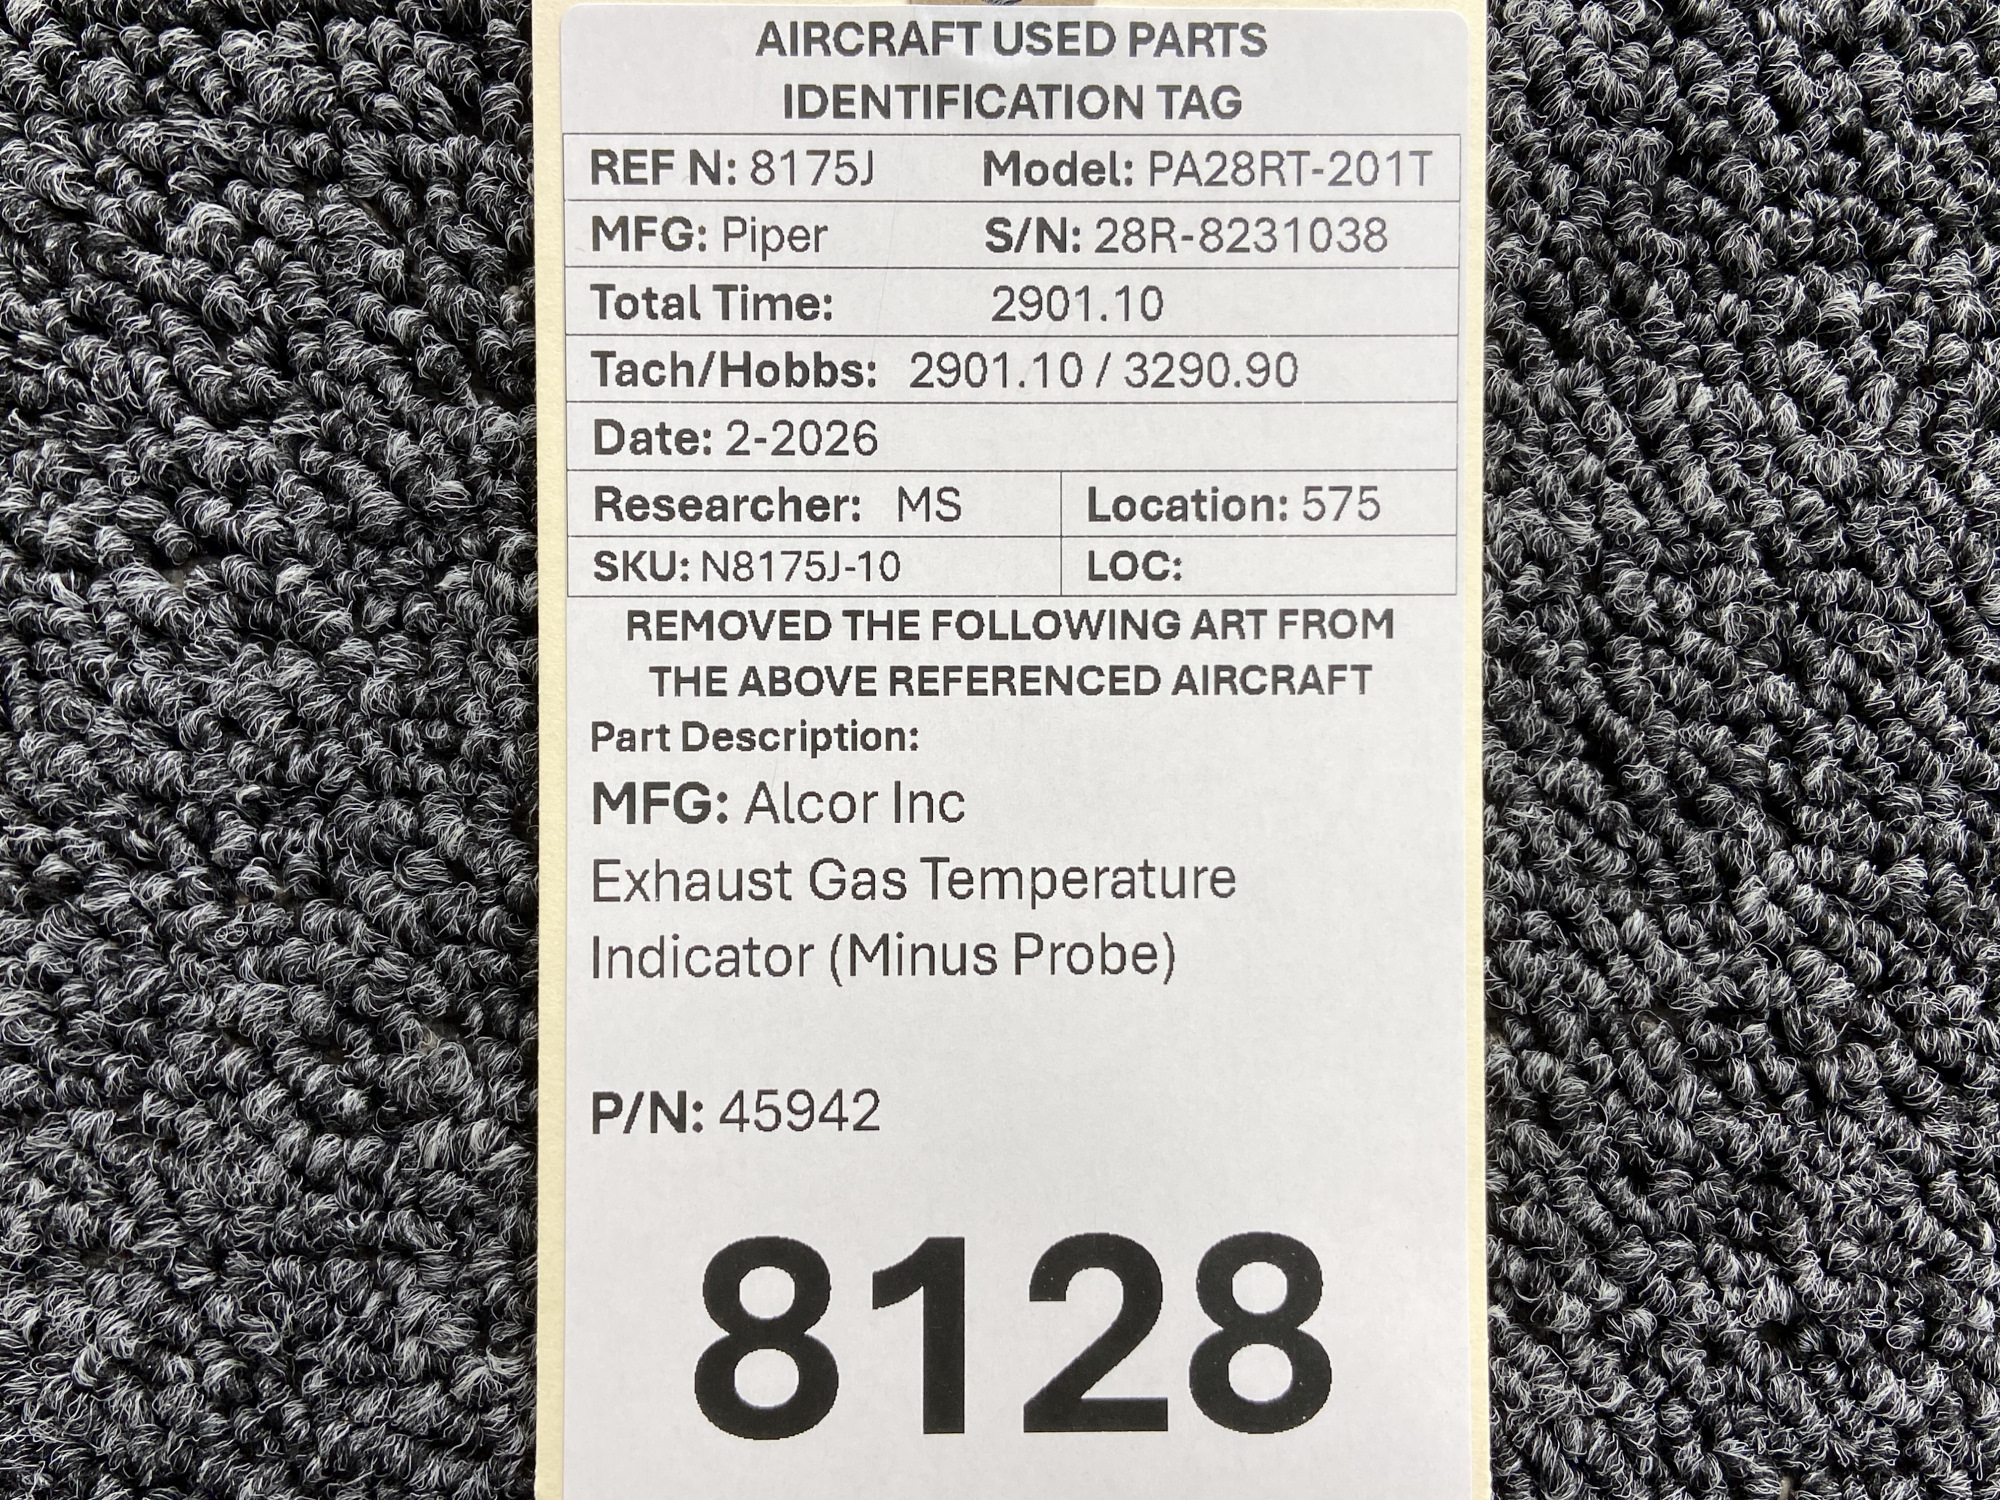 AIRCRAFT USED PARTS
IDENTIFICATION TAG
REF N: 8175J Model: PA28RT-201T
MFG: Piper S/N: 28R-8231038
Total Time: 2901.10
Tach/Hobbs: 2901.10 / 3290.90
Date: 2-2026
Researcher: MS Location: 575
SKU: N8175J-10 LOC:
REMOVED THE FOLLOWING ART FROM
THE ABOVE REFERENCED AIRCRAFT
Part Description:
MFG: Alcor Inc
Exhaust Gas Temperature
Indicator (Minus Probe)
P/N: 45942
8128